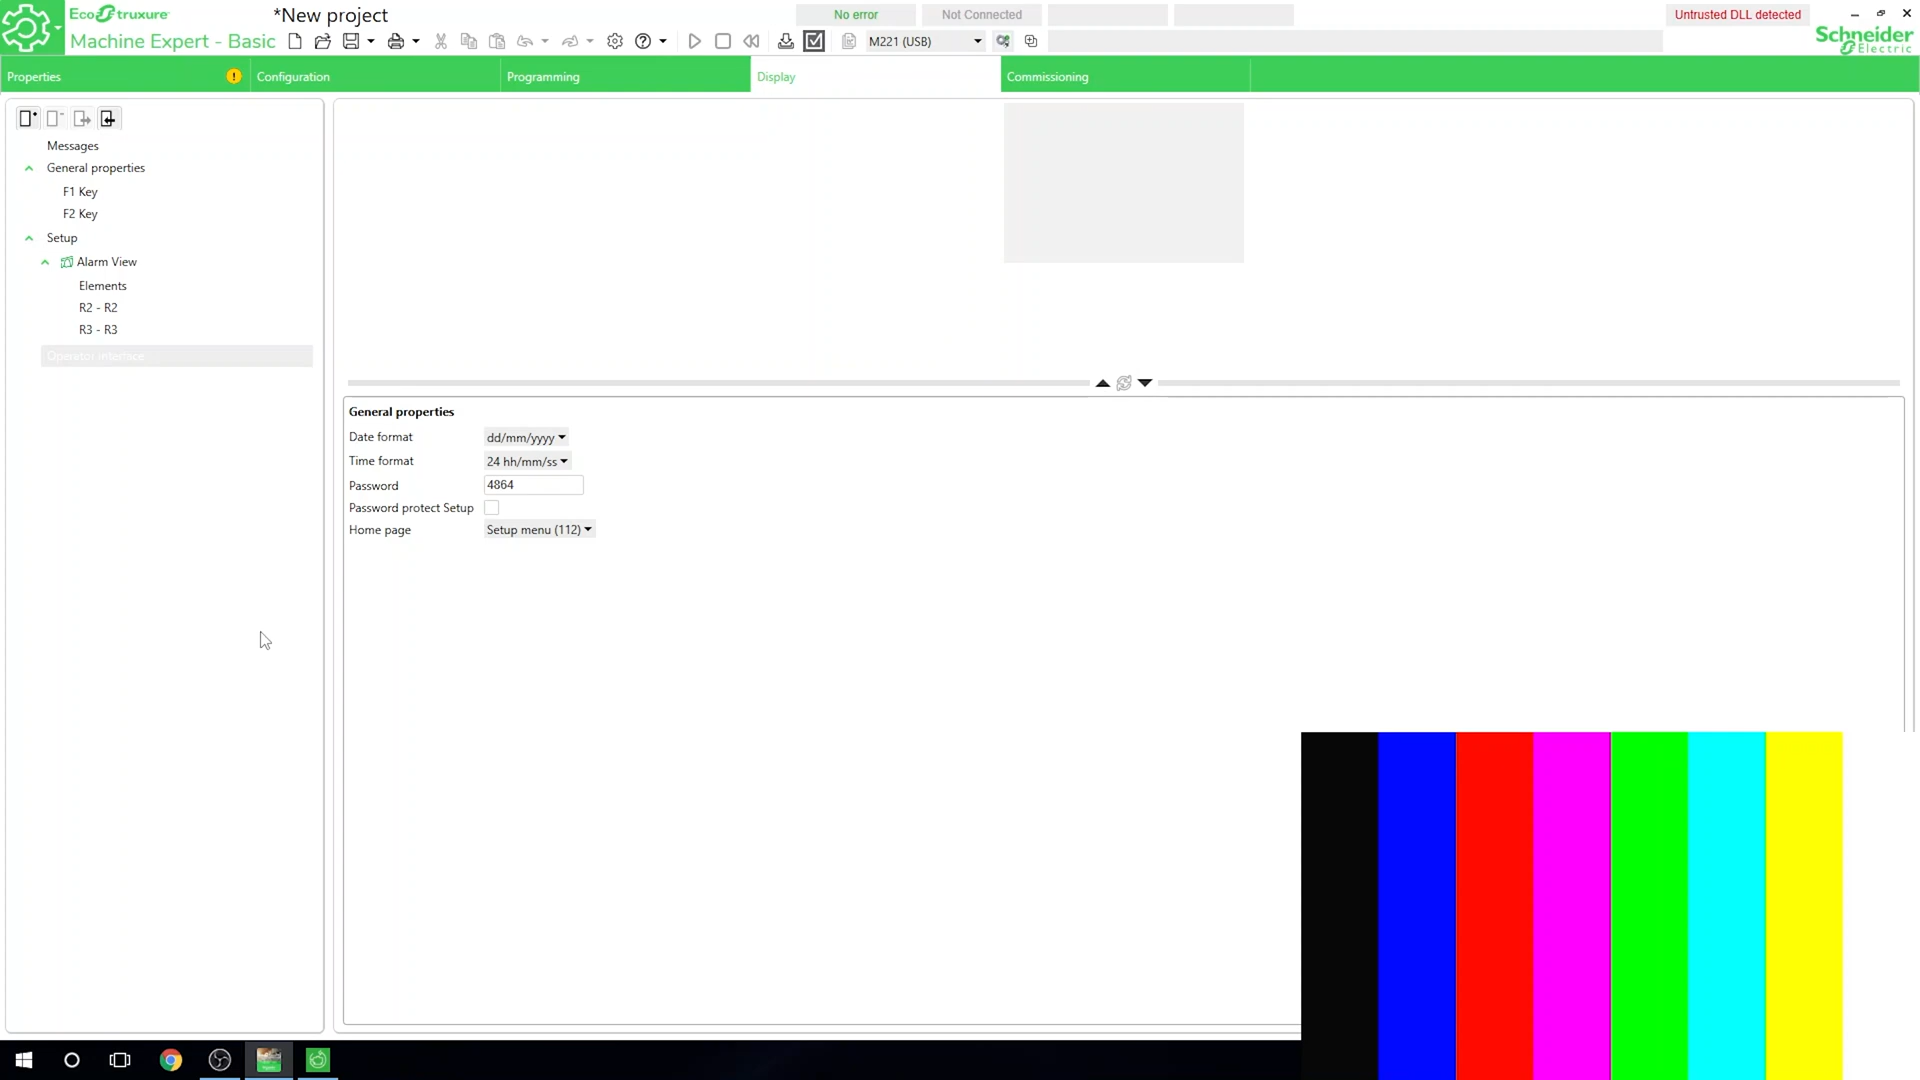 EcoStruxure
*New project
No error
Not Connected
Untrusted DLL detected
Machine Expert - Basic
M221 (USB)
Schneider
Electric
Properties
Configuration
Programming
Display
Commissioning
Messages
General properties
F1 Key
F2 Key
Setup
Alarm View
Elements
R2 - R2
R3 - R3
Operator interface
General properties
Date format dd/mm/yyyy
Time format 24 hh/mm/ss
Password 4864
Password protect Setup
Home page Setup menu (112)